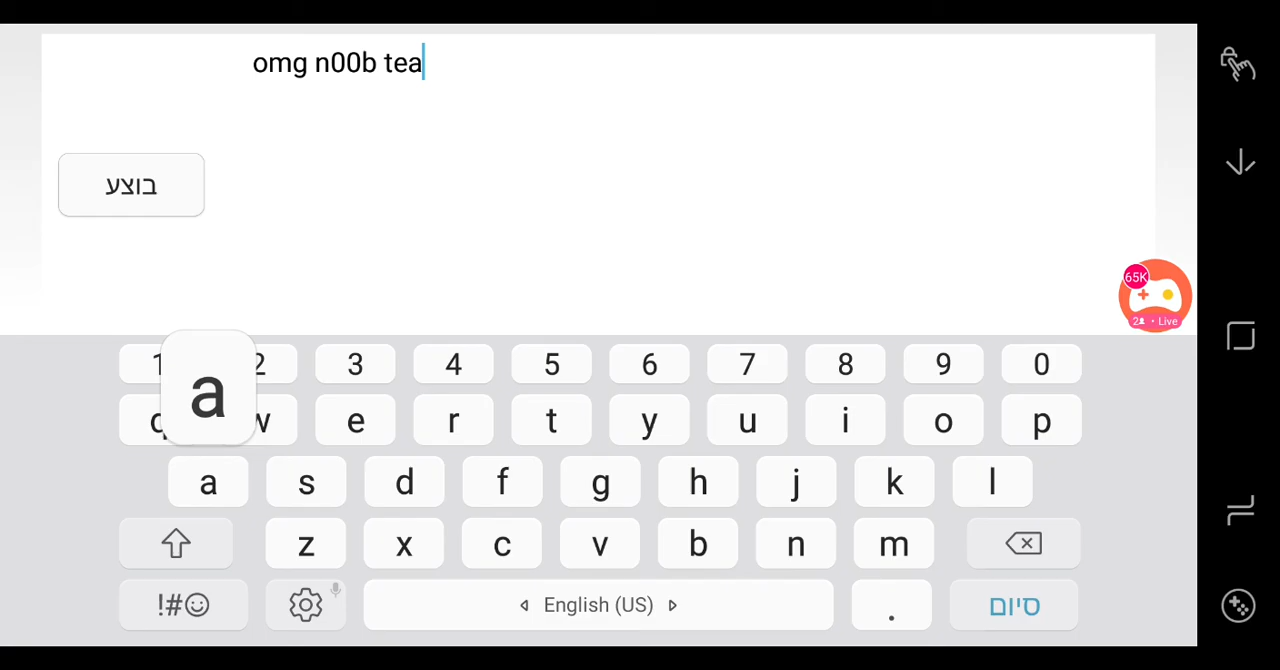 omg n00b tea
בוצע
65K
2 • Live
1 2 3 4 5 6 7 8 9 0
a
q w e r t y u i o p
a s d f g h j k l
z x c v b n m
!#☺ English (US) . סיום